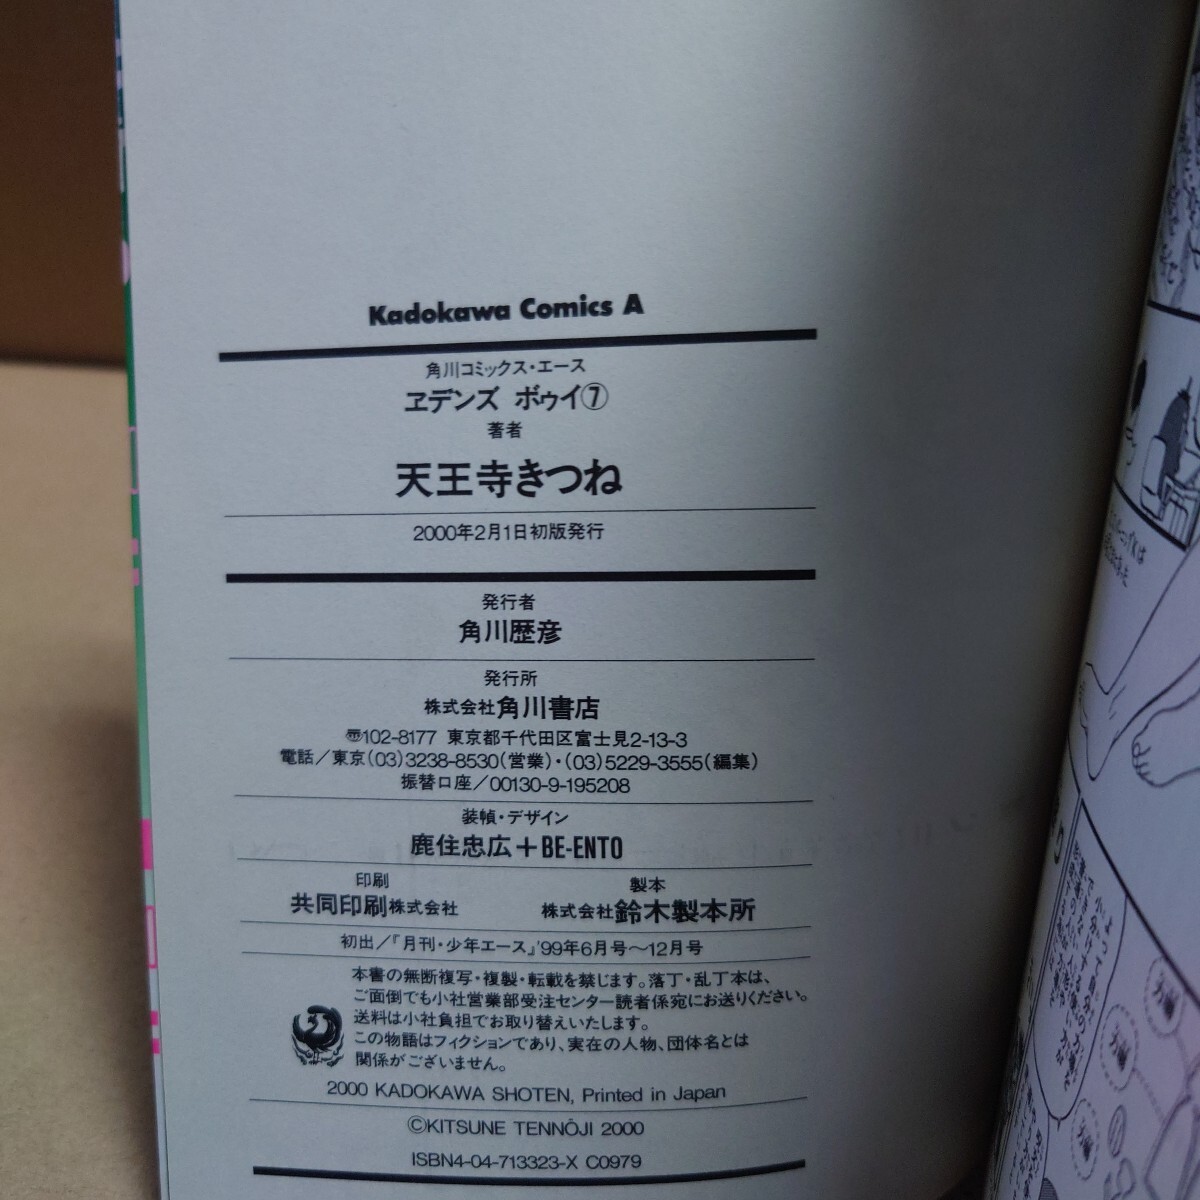 Kadokawa Comics A
角川コミックス・エース
ヱデンズ ボゥイ⑦
著者
天王寺きつね
2000年2月1日初版発行
発行者
角川歴彦
発行所
株式会社角川書店
〠102-8177 東京都千代田区富士見2-13-3
電話／東京(03)3238-8530(営業)・(03)5229-3555(編集)
振替口座／00130-9-195208
装幀・デザイン
鹿住忠広＋BE-ENTO
印刷
共同印刷株式会社
製本
株式会社鈴木製本所
初出／『月刊・少年エース』'99年6月号～12月号
本書の無断複写・複製・転載を禁じます。落丁・乱丁本は、
ご面倒でも小社営業部受注センター読者係宛にお送りください。
送料は小社負担でお取り替えいたします。
この物語はフィクションであり、実在の人物、団体名とは
関係がございません。
2000 KADOKAWA SHOTEN, Printed in Japan
©KITSUNE TENNÔJI 2000
ISBN4-04-713323-X C0979